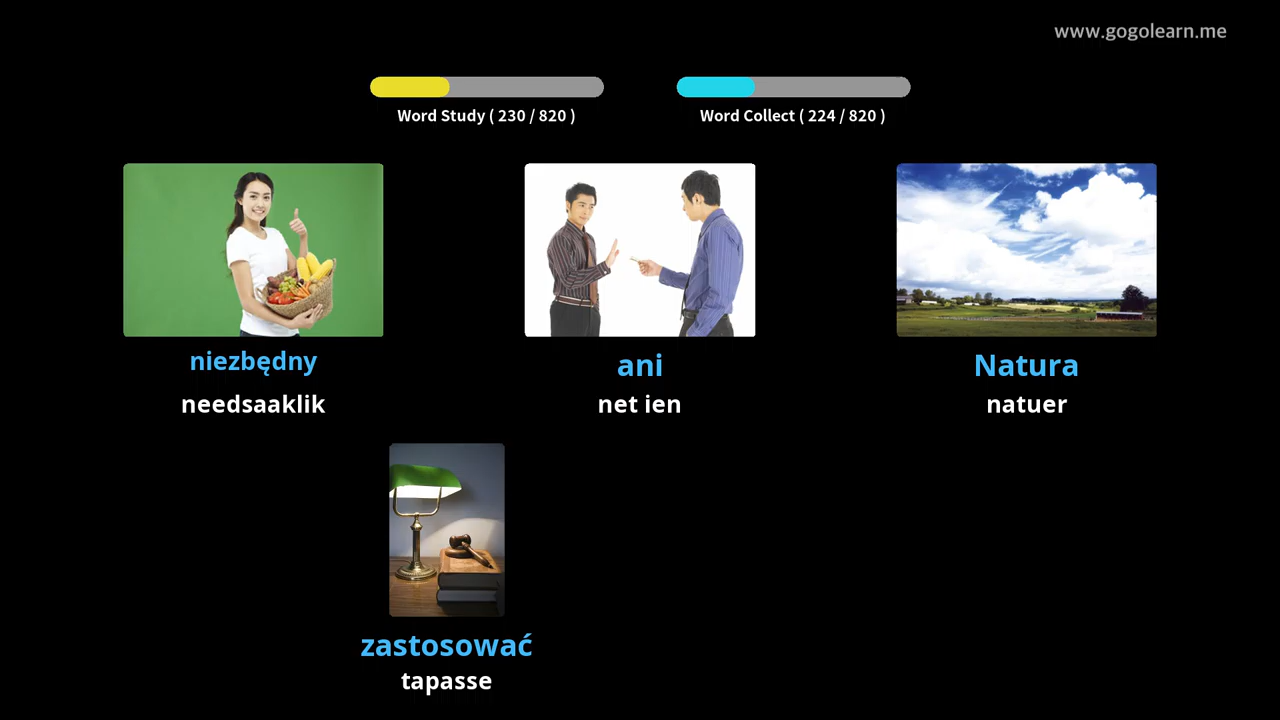 www.gogolearn.me
Word Study ( 230 / 820 )
Word Collect ( 224 / 820 )
niezbędny
needsaaklik
ani
net ien
Natura
natuer
zastosować
tapasse